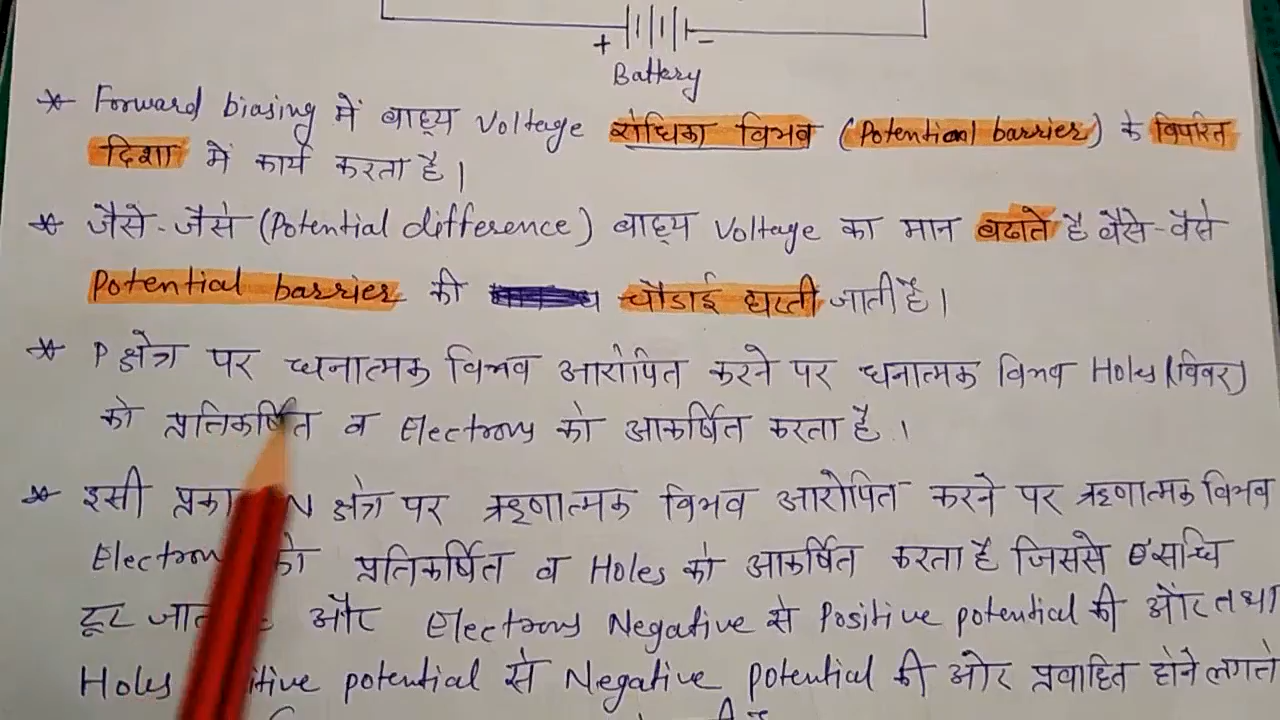 + -
Battery
* Forward biasing में बाह्य Voltage रोधिका विभव (Potential barrier) के विपरित
दिशा में कार्य करता है।
* जैसे-जैसे (Potential difference) बाह्य Voltage का मान बढाते है वैसे-वैसे
Potential barrier की चौडाई घटती जाती है।
* P क्षेत्र पर धनात्मक विभव आरोपित करने पर धनात्मक विभव Holes (विवर)
को प्रतिकर्षित व Electrons को आकर्षित करता है।
* इसी N क्षेत्र पर ऋणात्मक विभव आरोपित करने पर ऋणात्मक विभव
को प्रतिकर्षित व Holes को आकर्षित करता है जिससे
टूट और Electrons Negative से Positive potential की और तथा
Holes potential से Negative potential की ओर प्रवाहित होने लगते